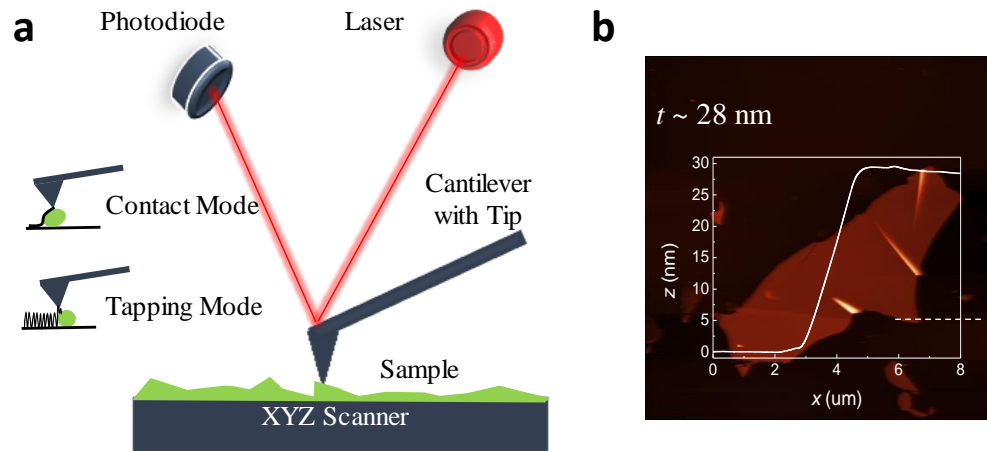 a
Photodiode
Laser
Cantilever
with Tip
Contact Mode
Tapping Mode
Sample
XYZ Scanner
b
t ~ 28 nm
30
25
20
15
10
5
0
z (nm)
0 2 4 6 8
x (um)